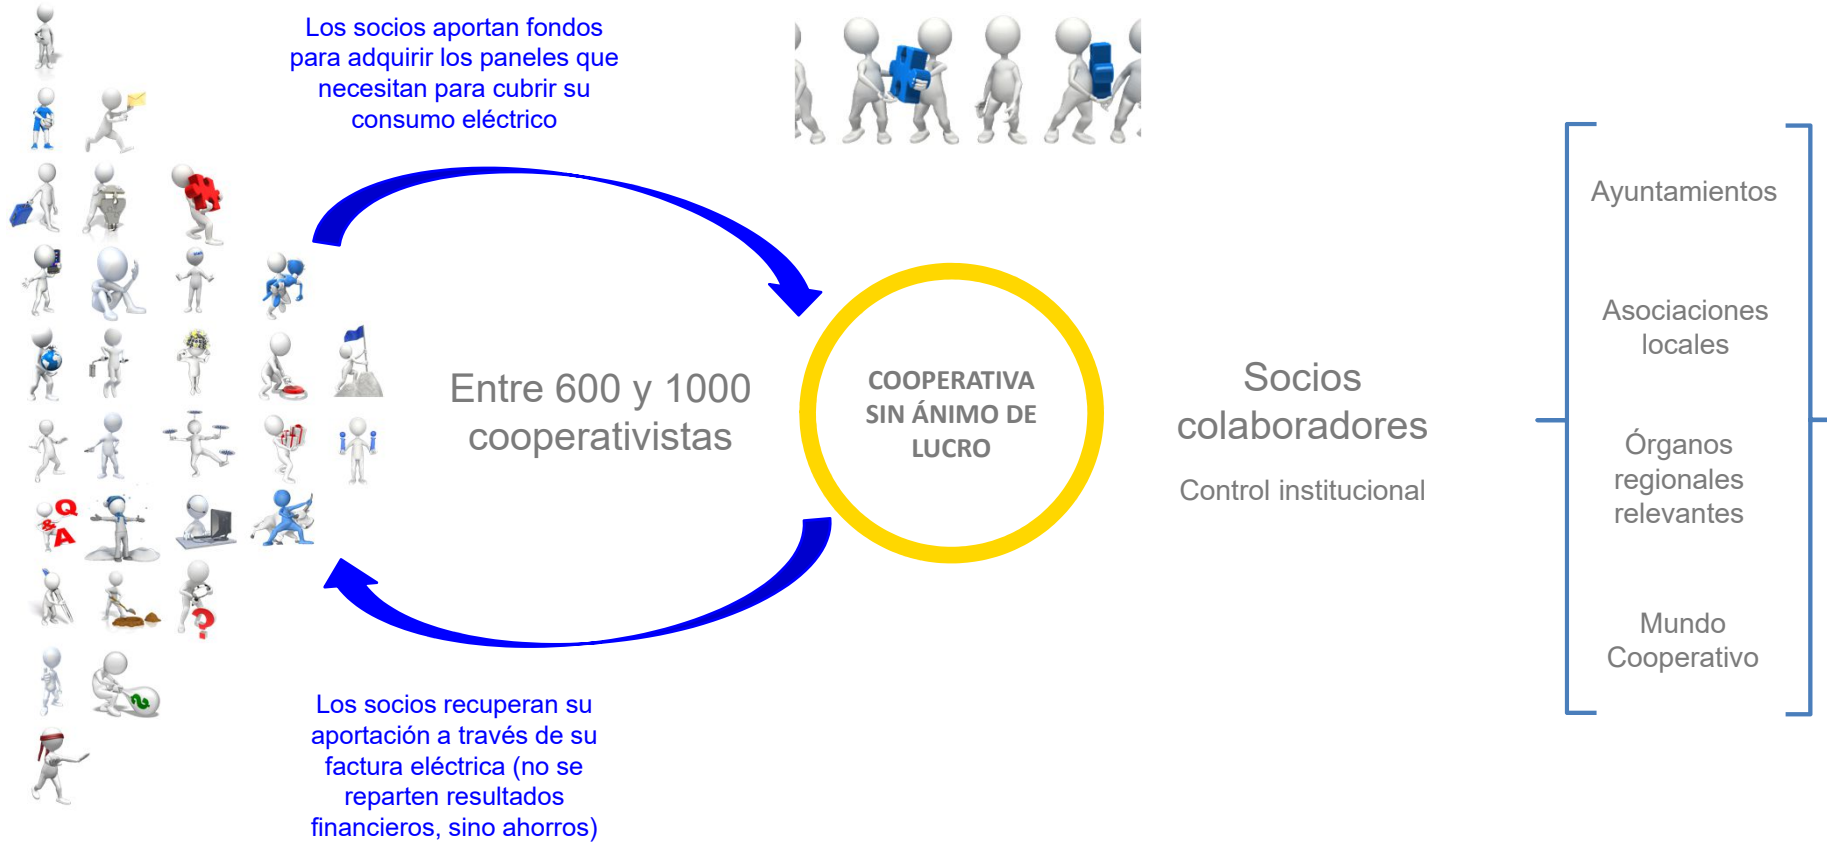 Los socios aportan fondos
para adquirir los paneles que
necesitan para cubrir su
consumo eléctrico
Entre 600 y 1000
cooperativistas
COOPERATIVA
SIN ÁNIMO DE
LUCRO
Socios
colaboradores
Control institucional
Ayuntamientos
Asociaciones
locales
Órganos
regionales
relevantes
Mundo
Cooperativo
Q
&
A
?
Los socios recuperan su
aportación a través de su
factura eléctrica (no se
reparten resultados
financieros, sino ahorros)